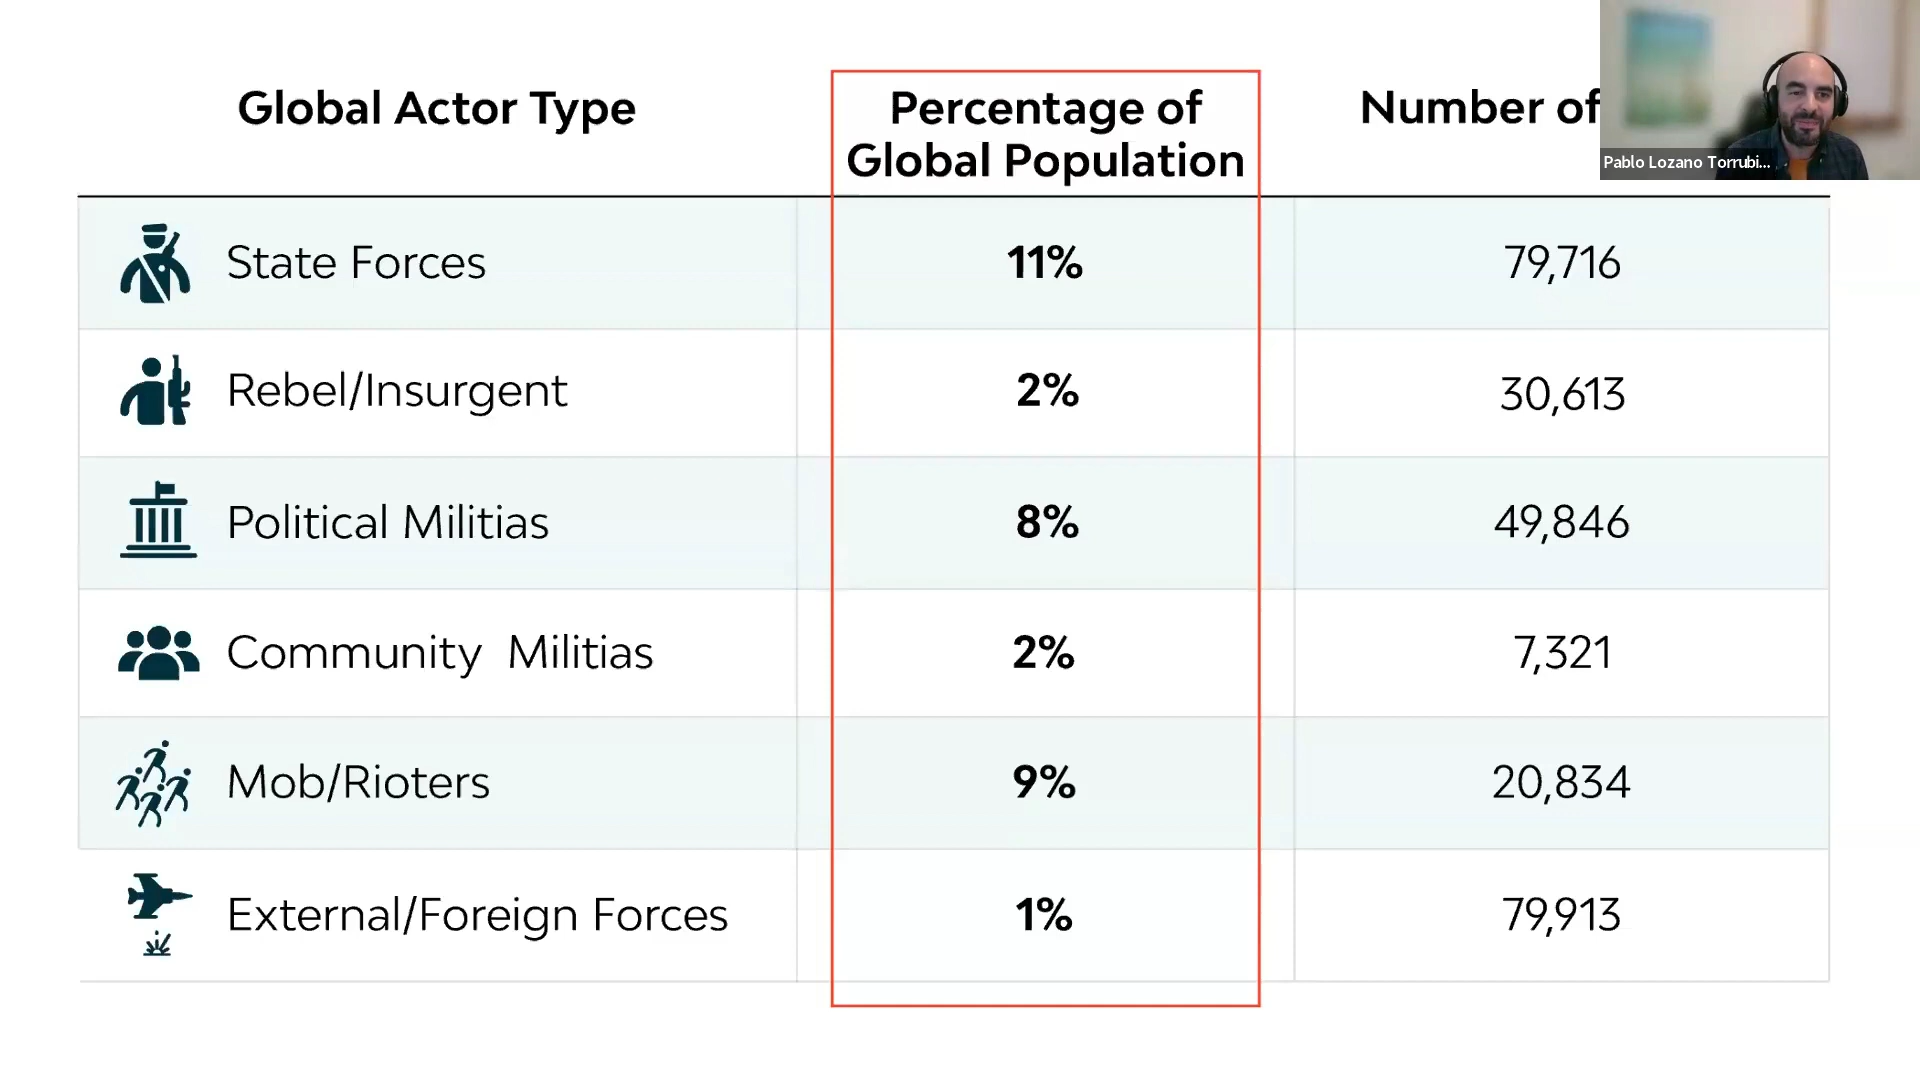 Global Actor Type
Percentage of
Global Population
Number of
Pablo Lozano Torrubi...
State Forces 11% 79,716
Rebel/Insurgent 2% 30,613
Political Militias 8% 49,846
Community Militias 2% 7,321
Mob/Rioters 9% 20,834
External/Foreign Forces 1% 79,913